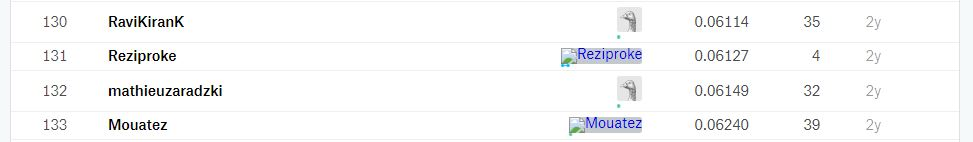 130 RaviKiranK 0.06114 35 2y
131 Reziproke Reziproke 0.06127 4 2y
132 mathieuzaradzki 0.06149 32 2y
133 Mouatez Mouatez 0.06240 39 2y